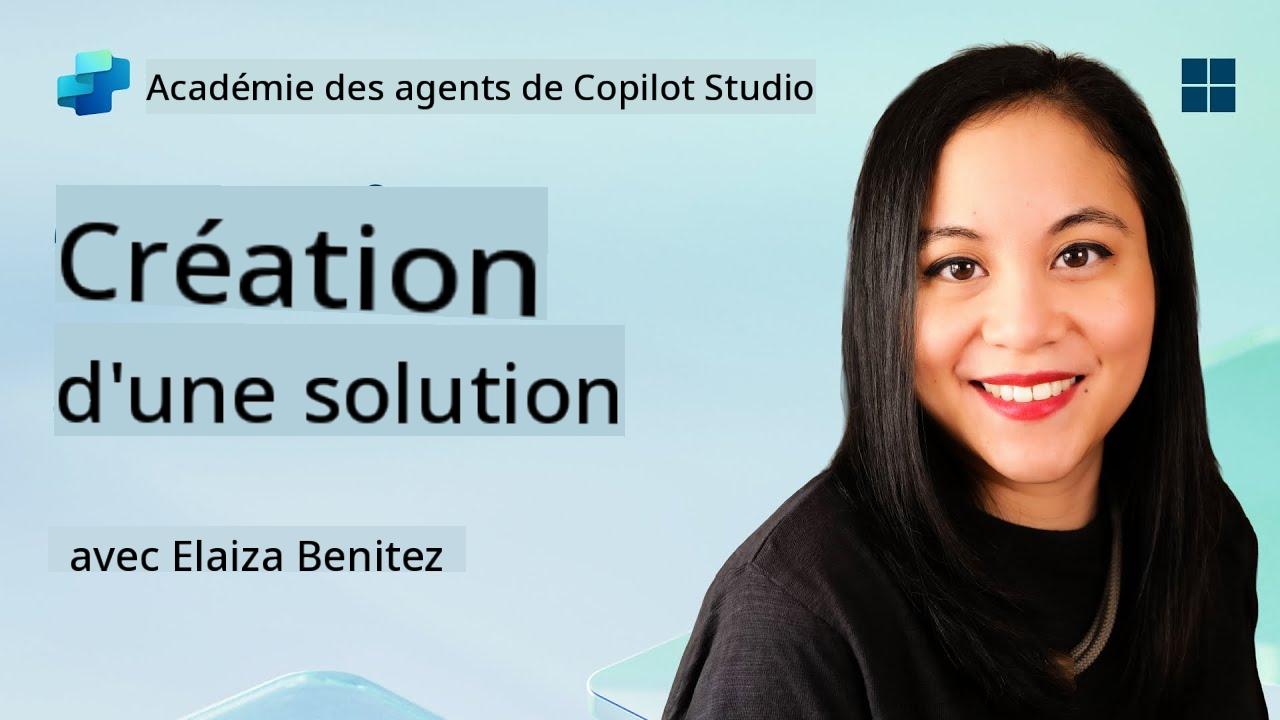 Académie des agents de Copilot Studio
Création
d'une solution
avec Elaiza Benitez